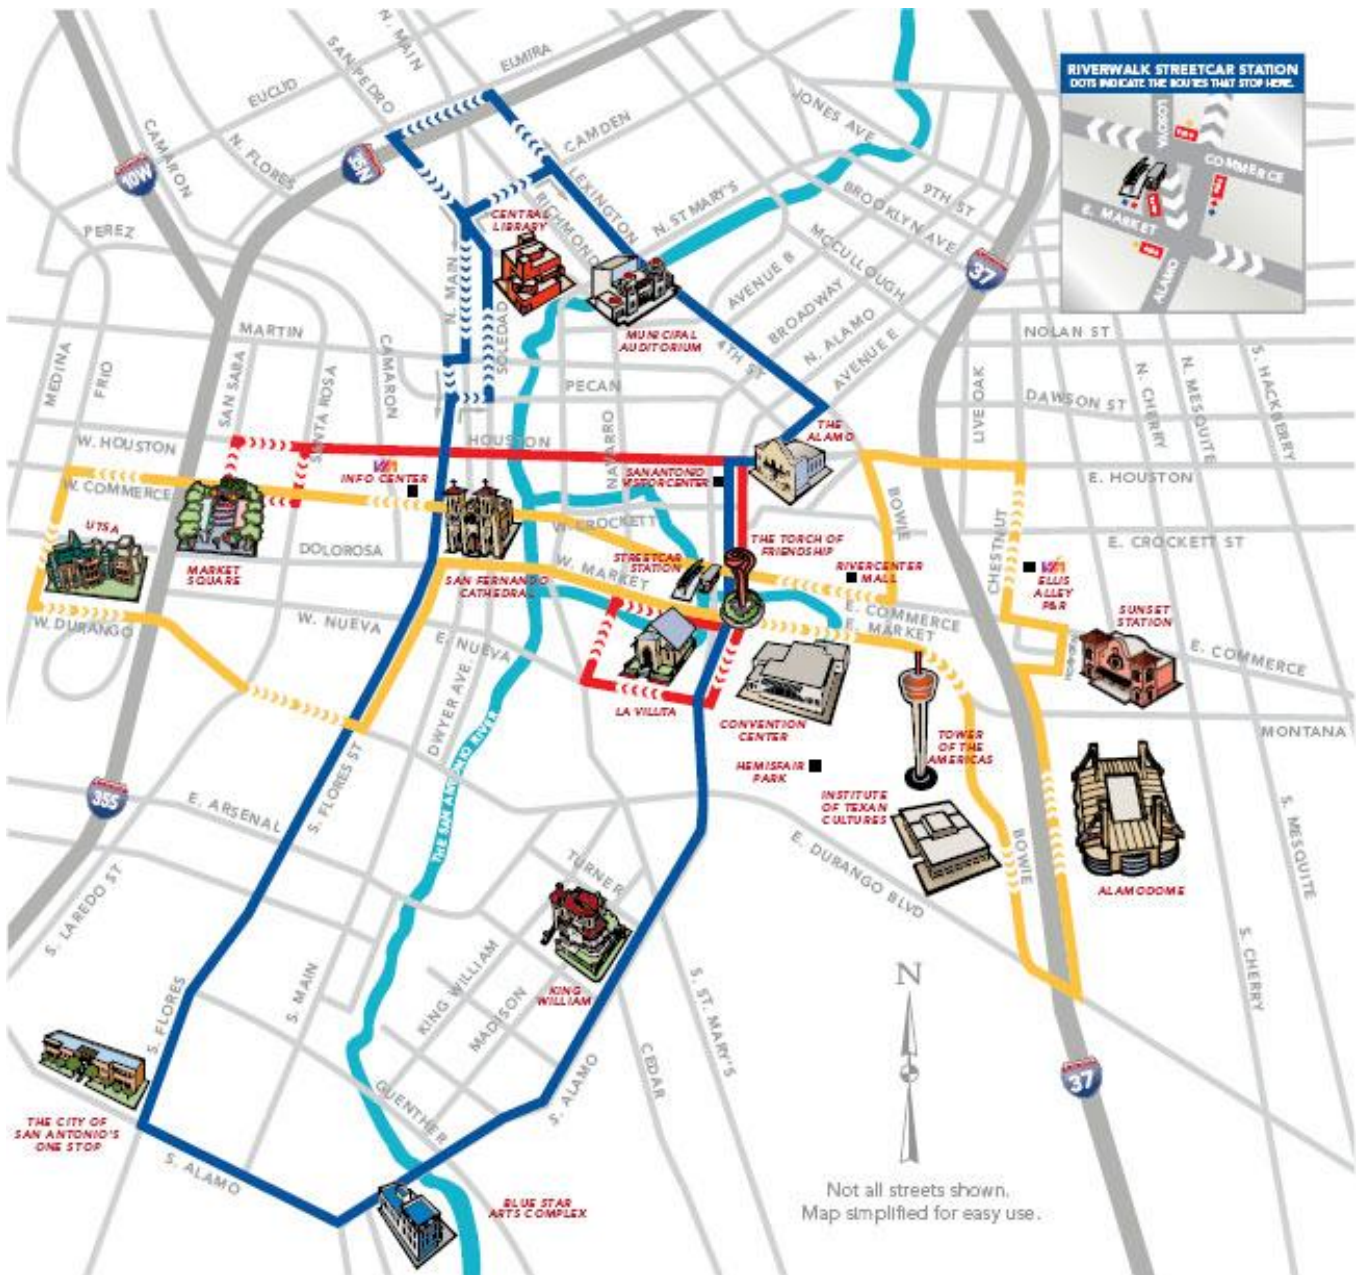 ELMIRA
N. MAIN
SAN PEDRO
EUCLID
CAMARON
N. FLORES
10W
35N
CAMDEN
LEXINGTON
RICHMOND
N. ST MARY'S
JONES AVE
9TH ST
BROOKLYN AVE
MCCULLOUGH
AVENUE B
BROADWAY
N. ALAMO
AVENUE E
4TH ST
37
RIVERWALK STREETCAR STATION
DOTS INDICATE THE ROUTES THAT STOP HERE.
LOSOYA
COMMERCE
E. MARKET
ALAMO
PEREZ
CENTRAL
LIBRARY
N. MAIN
SOLEDAD
MUNICIPAL
AUDITORIUM
MARTIN
CAMARON
MEDINA
FRIO
SAN SABA
SANTA ROSA
PECAN
NOLAN ST
LIVE OAK
DAWSON ST
N. CHERRY
N. MESQUITE
S. HACKBERRY
W. HOUSTON
HOUSTON
NAVARRO
THE
ALAMO
E. HOUSTON
INFO CENTER
SAN ANTONIO
VISITOR CENTER
W. COMMERCE
BOWIE
CHESTNUT
W. CROCKETT
E. CROCKETT ST
UTSA
MARKET
SQUARE
DOLOROSA
SAN FERNANDO
CATHEDRAL
W. MARKET
STREETCAR
STATION
THE TORCH OF
FRIENDSHIP
RIVERCENTER
MALL
ELLIS
ALLEY
P&R
SUNSET
STATION
E. COMMERCE
E. MARKET
E. COMMERCE
W. DURANGO
W. NUEVA
E. NUEVA
LA VILLITA
CONVENTION
CENTER
HEMISFAIR
PARK
TOWER
OF THE
AMERICAS
MONTANA
DWYER AVE.
THE SAN ANTONIO RIVER
S. FLORES ST
355
E. ARSENAL
INSTITUTE
OF TEXAN
CULTURES
E. DURANGO BLVD
BOWIE
ALAMODOME
S. MESQUITE
S. CHERRY
S. LAREDO ST
TURNER
KING
WILLIAM
KING WILLIAM
MADISON
S. MAIN
S. FLORES
S. ST. MARY'S
CEDAR
S. ALAMO
GUENTHER
N
37
THE CITY OF
SAN ANTONIO'S
ONE STOP
S. ALAMO
BLUE STAR
ARTS COMPLEX
Not all streets shown.
Map simplified for easy use.